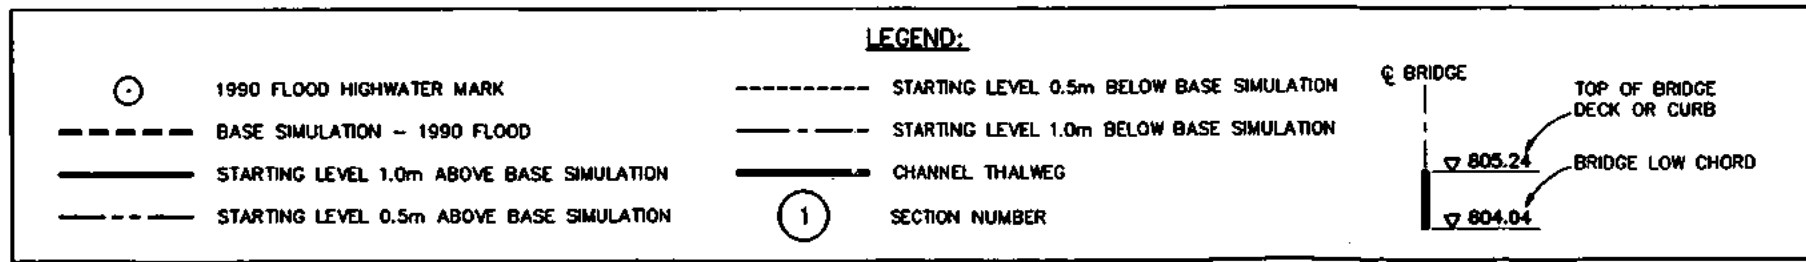 LEGEND:
1990 FLOOD HIGHWATER MARK
BASE SIMULATION - 1990 FLOOD
STARTING LEVEL 1.0m ABOVE BASE SIMULATION
STARTING LEVEL 0.5m ABOVE BASE SIMULATION
STARTING LEVEL 0.5m BELOW BASE SIMULATION
STARTING LEVEL 1.0m BELOW BASE SIMULATION
CHANNEL THALWEG
1 SECTION NUMBER
℄ BRIDGE
TOP OF BRIDGE
DECK OR CURB
805.24
BRIDGE LOW CHORD
804.04